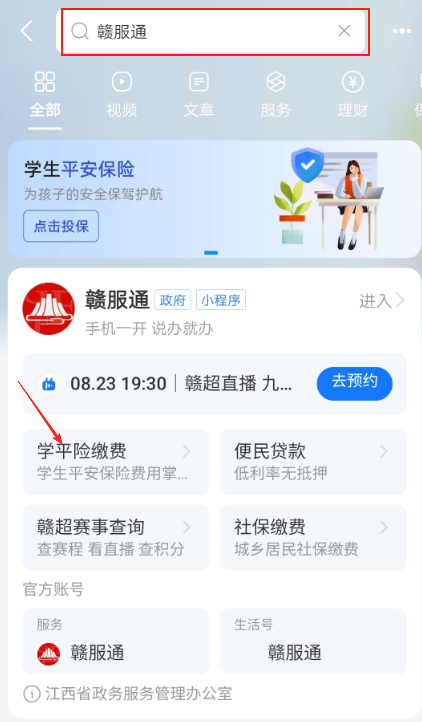 赣服通
全部 视频 文章 服务 理财
学生平安保险
为孩子的安全保驾护航
点击投保
赣服通 政府 小程序 进入
手机一开 说办就办
08.23 19:30 | 赣超直播 九... 去预约
学平险缴费 便民贷款
学生平安保险费用掌... 低利率无抵押
赣超赛事查询 社保缴费
查赛程 看直播 查积分 城乡居民社保缴费
官方账号
服务 生活号
赣服通 赣服通
江西省政务服务管理办公室